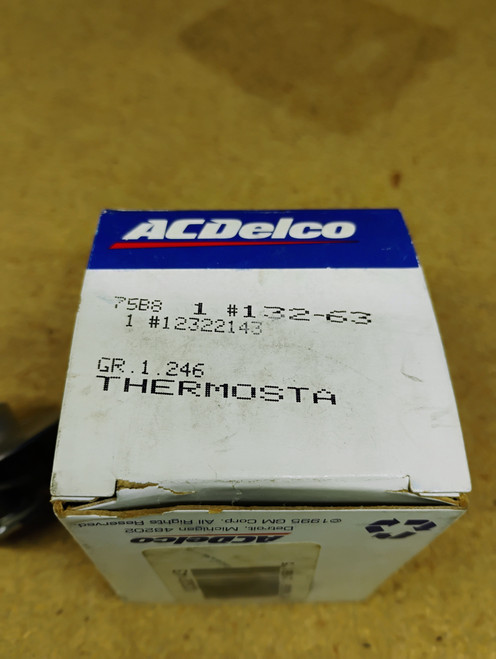 ACDelco
75B8 1 #132-63
1 #12322143
GR.1.246
THERMOSTA
©1995 GM Corp. All Rights Reserved
Detroit, Michigan 48202
ACDelco